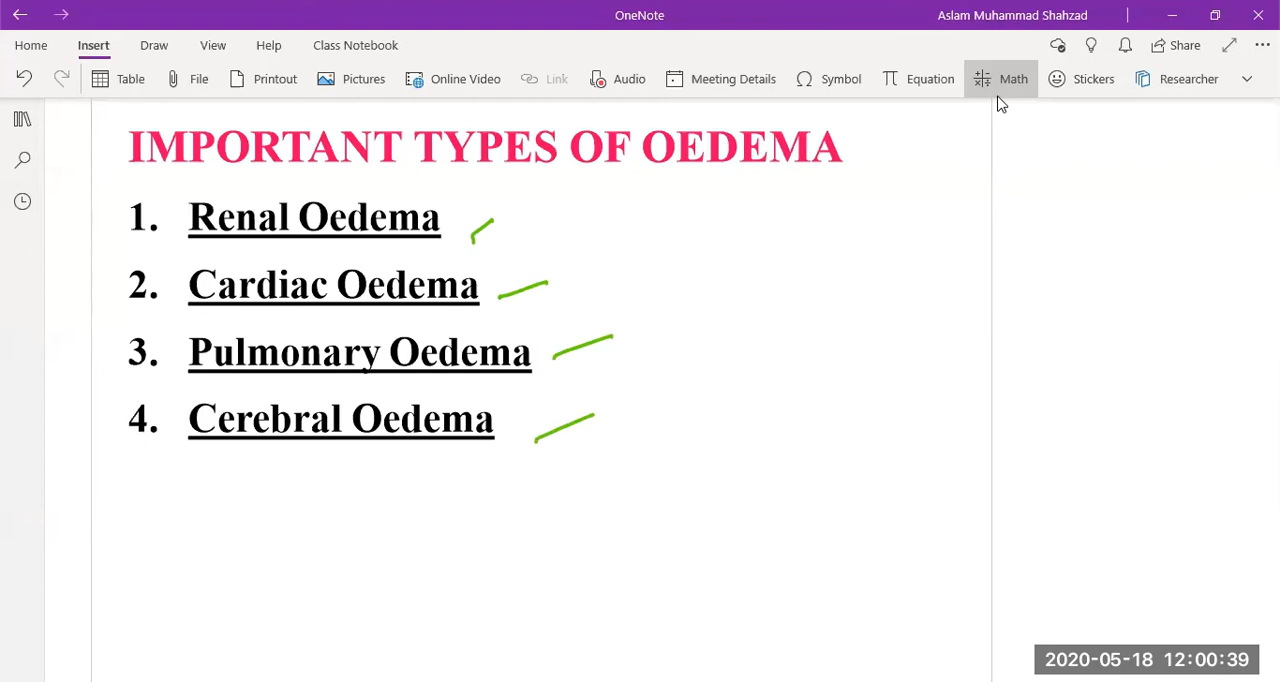 OneNote
Aslam Muhammad Shahzad
Home Insert Draw View Help Class Notebook Share
Table File Printout Pictures Online Video Link Audio Meeting Details Symbol Equation Math Stickers Researcher
IMPORTANT TYPES OF OEDEMA
1. Renal Oedema
2. Cardiac Oedema
3. Pulmonary Oedema
4. Cerebral Oedema
2020-05-18 12:00:39